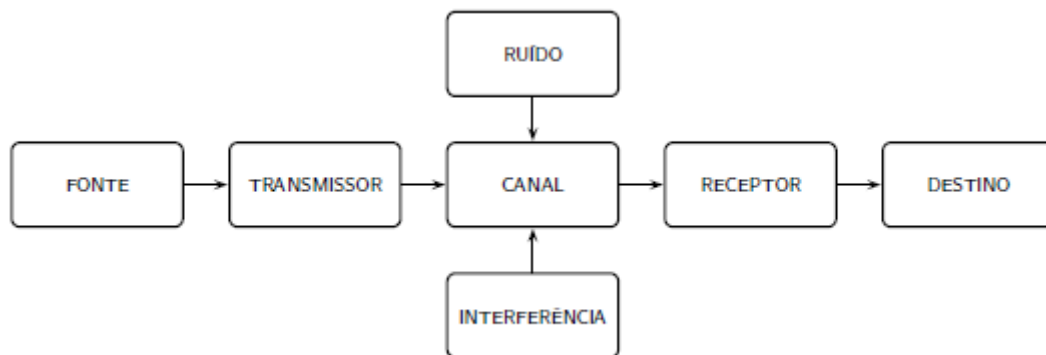 RUÍDO
FONTE
TRANSMISSOR
CANAL
RECEPTOR
DESTINO
INTERFERÊNCIA